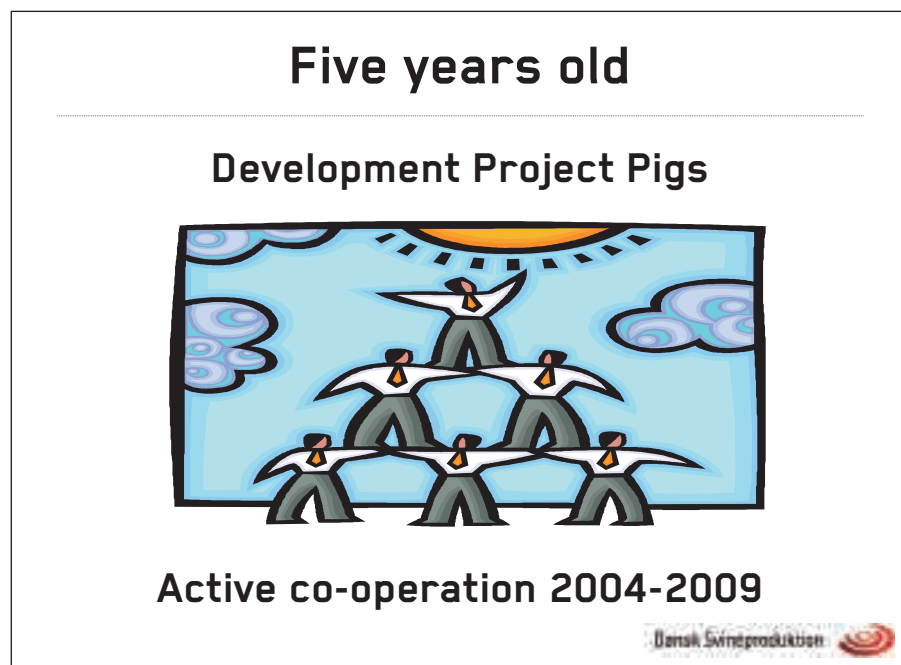 Five years old
Development Project Pigs
Active co-operation 2004-2009
Dansk Svineproduktion